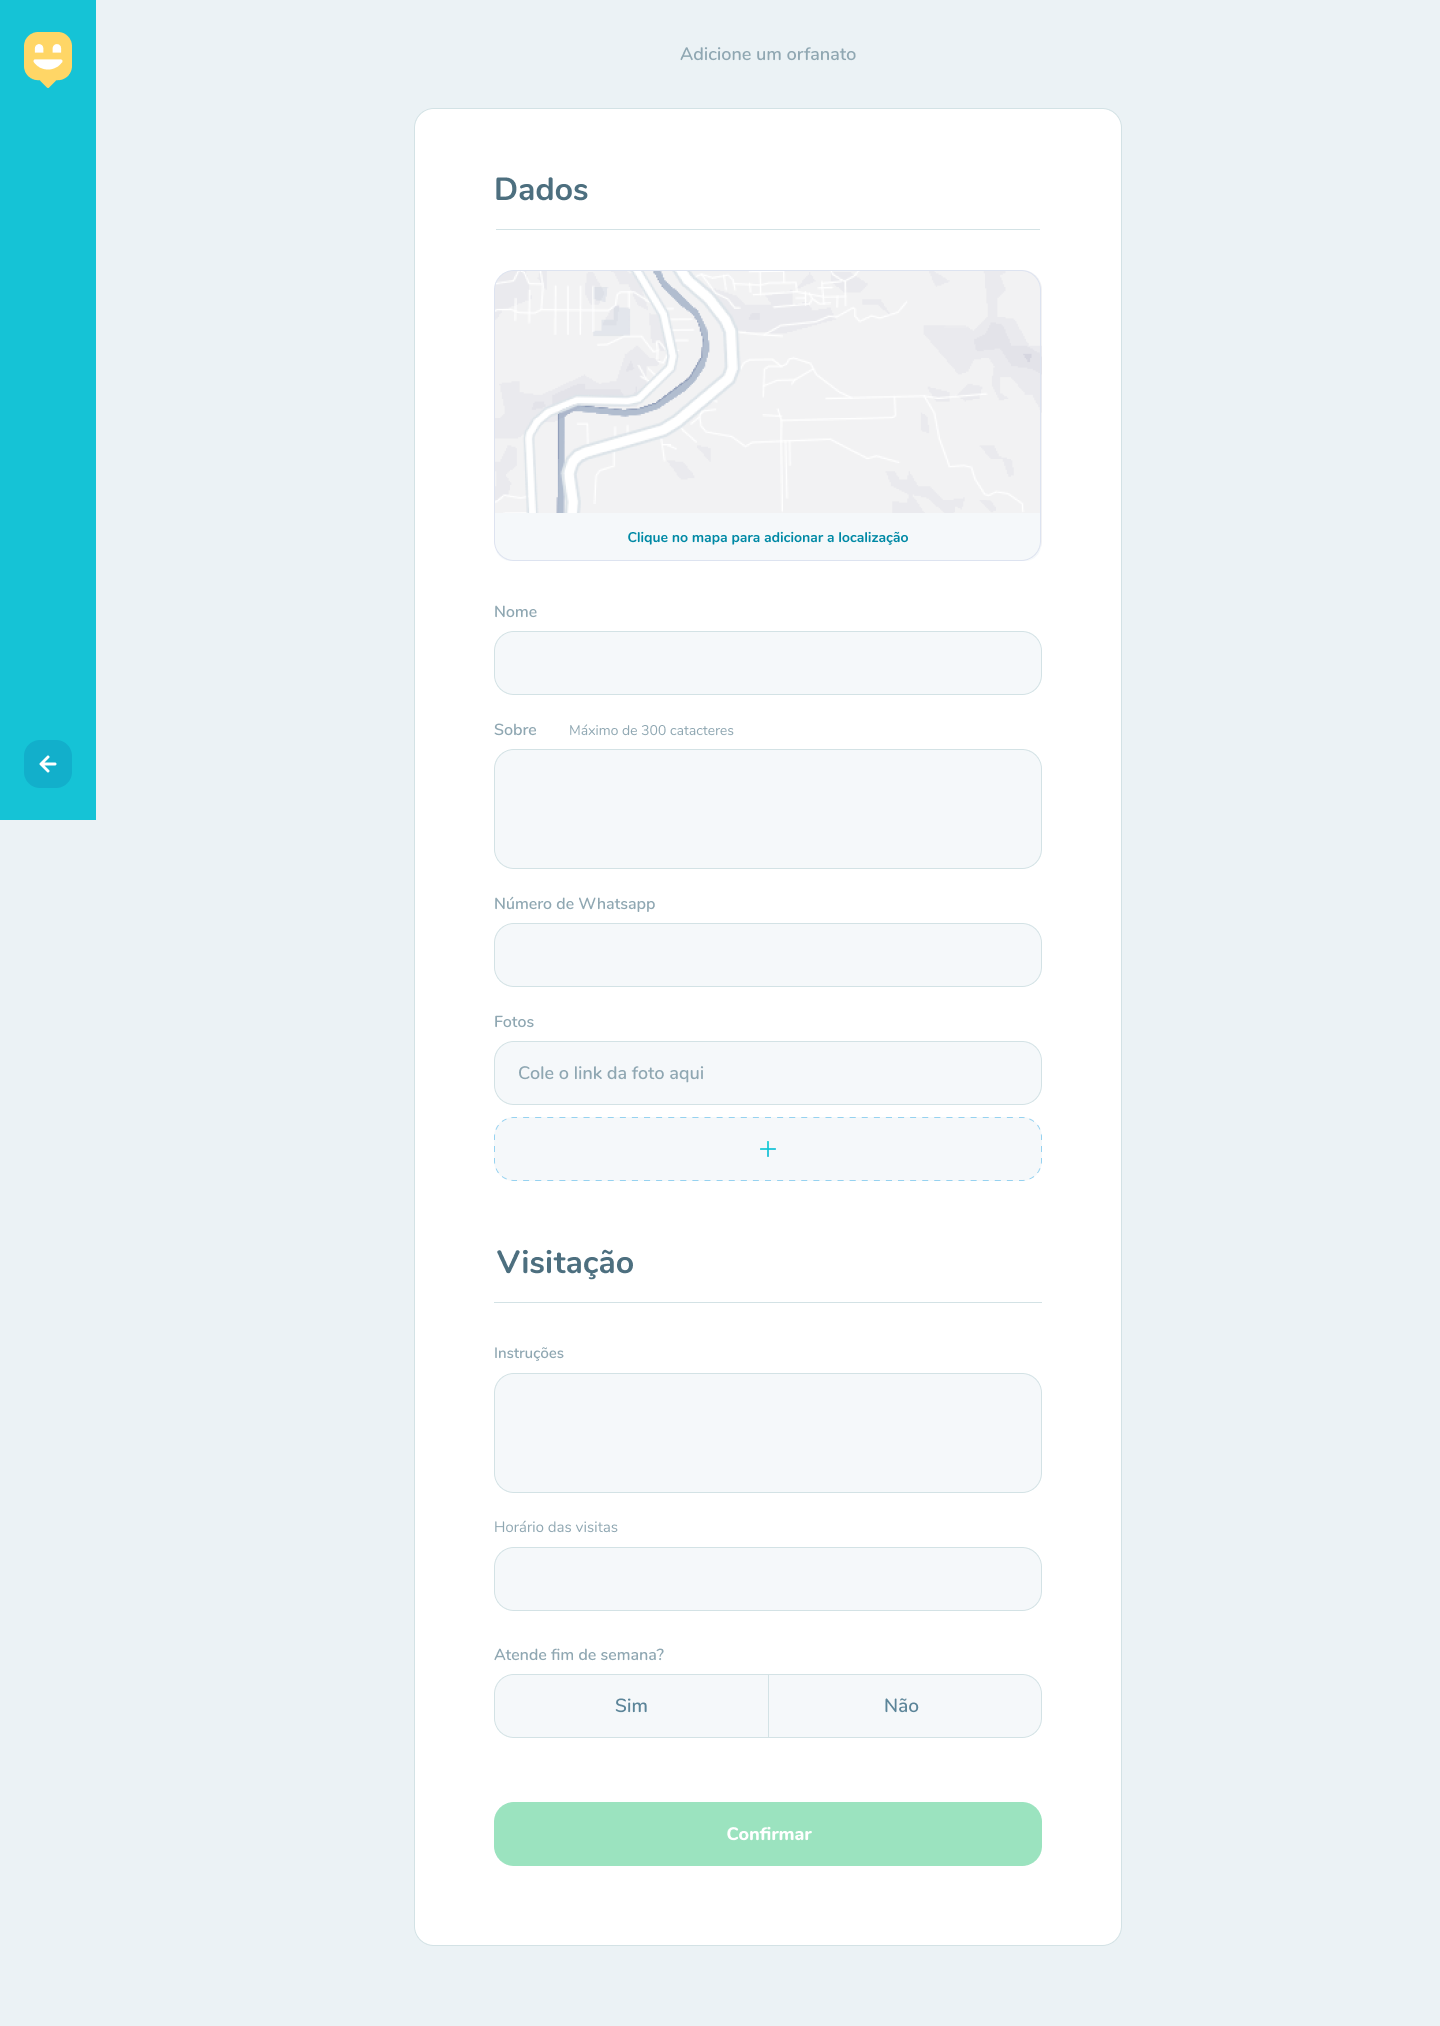 Adicione um orfanato
Dados
Clique no mapa para adicionar a localização
Nome
Sobre Máximo de 300 catacteres
Número de Whatsapp
Fotos
Cole o link da foto aqui
+
Visitação
Instruções
Horário das visitas
Atende fim de semana?
Sim Não
Confirmar